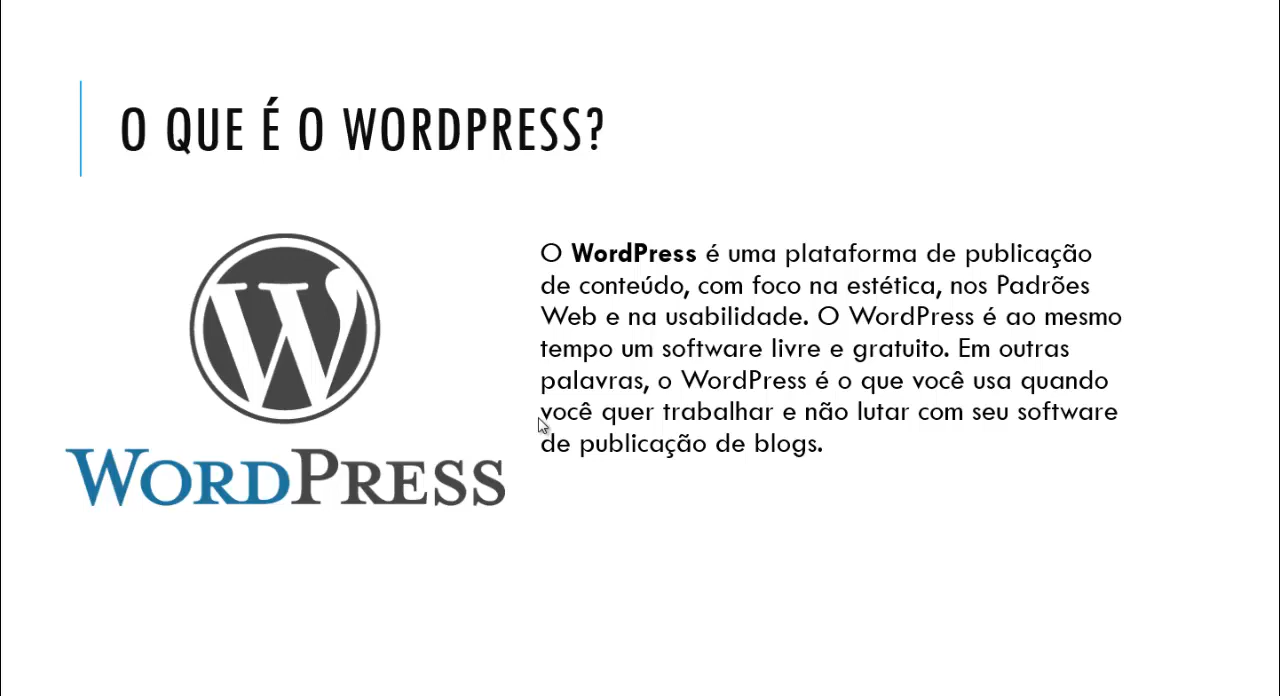 O QUE É O WORDPRESS?
W
WORDPRESS
O WordPress é uma plataforma de publicação
de conteúdo, com foco na estética, nos Padrões
Web e na usabilidade. O WordPress é ao mesmo
tempo um software livre e gratuito. Em outras
palavras, o WordPress é o que você usa quando
você quer trabalhar e não lutar com seu software
de publicação de blogs.